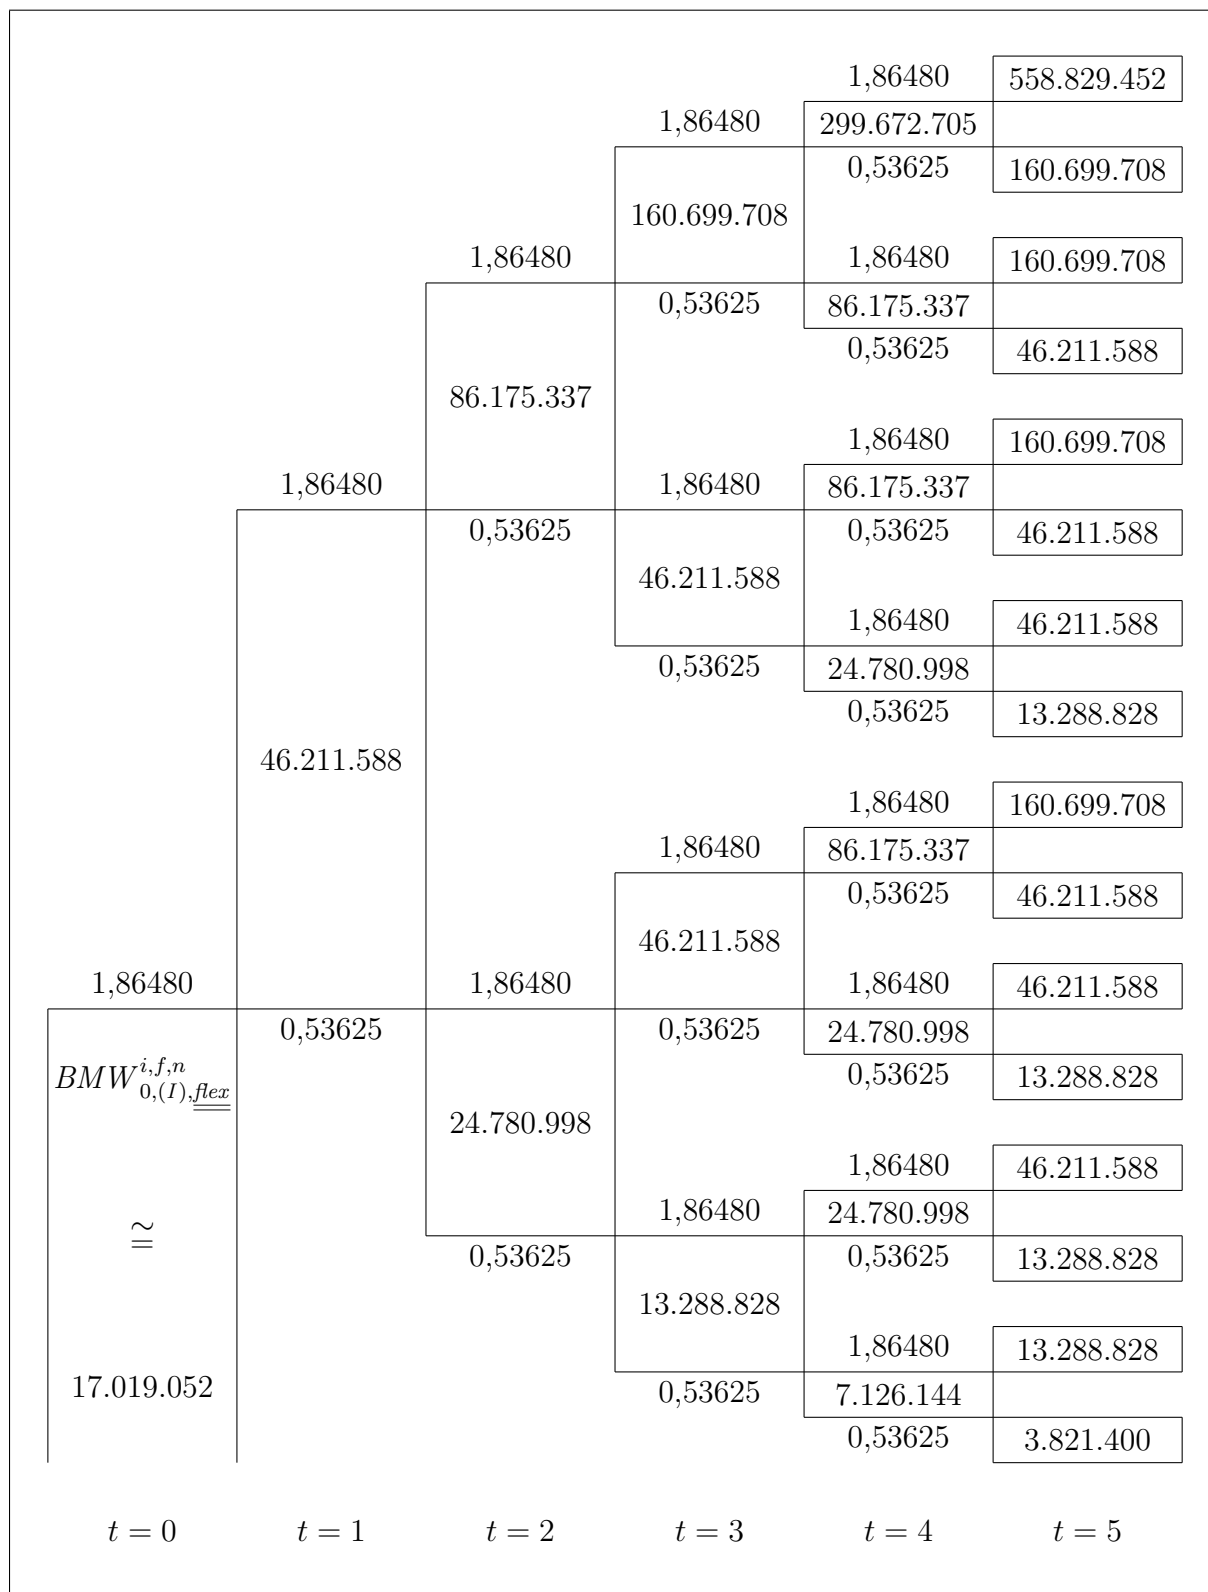 1,86480 558.829.452
1,86480 299.672.705
0,53625 160.699.708
160.699.708
1,86480 1,86480 160.699.708
0,53625 86.175.337
0,53625 46.211.588
86.175.337
1,86480 160.699.708
1,86480 1,86480 86.175.337
0,53625 0,53625 46.211.588
46.211.588
1,86480 46.211.588
0,53625 24.780.998
0,53625 13.288.828
46.211.588
1,86480 160.699.708
1,86480 86.175.337
0,53625 46.211.588
46.211.588
1,86480 1,86480 1,86480 46.211.588
0,53625 0,53625 24.780.998
BMW^{i,f,n}_{0,(I),flex} 0,53625 13.288.828
24.780.998
1,86480 46.211.588
1,86480 24.780.998
≅ 0,53625 0,53625 13.288.828
13.288.828
1,86480 13.288.828
17.019.052 0,53625 7.126.144
0,53625 3.821.400
t = 0 t = 1 t = 2 t = 3 t = 4 t = 5